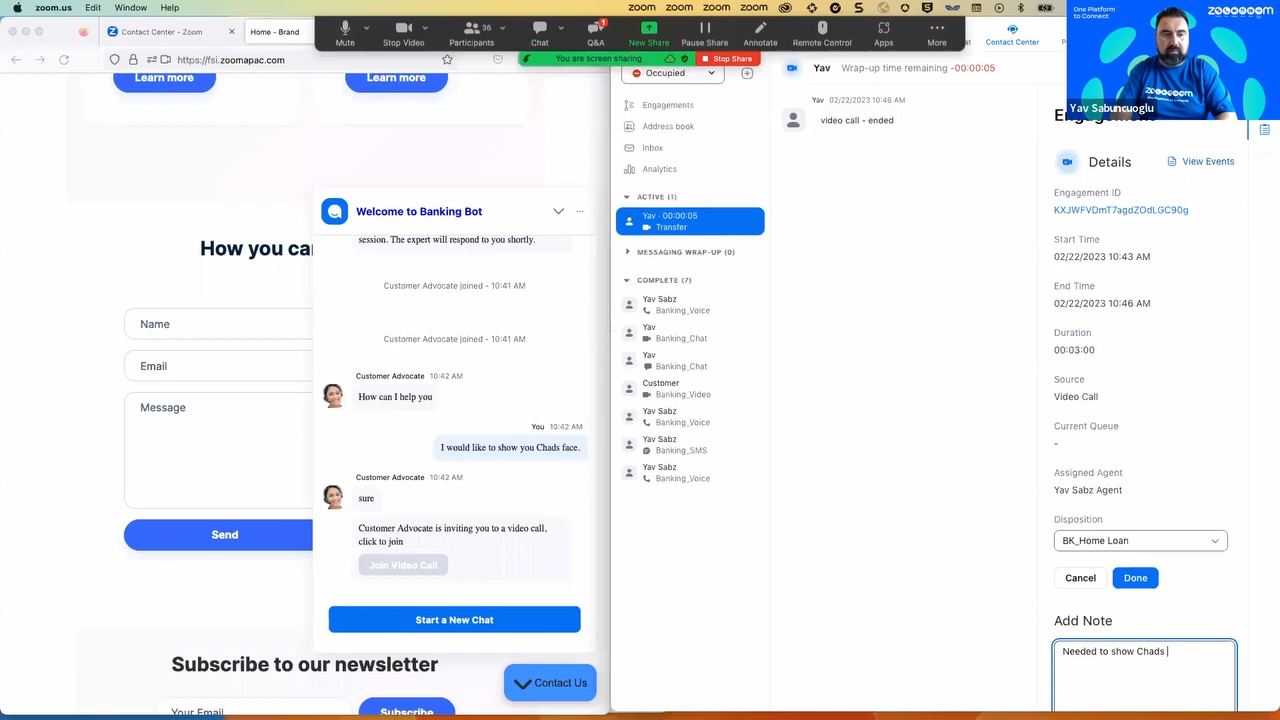 zoom.us
Edit
Window
Help
zoom
zoom
zoom
zoom
Contact Center - Zoom
Home - Brand
https://fsi.zoomapac.com
Mute
Stop Video
Participants
36
Chat
Q&A
1
New Share
Pause Share
Annotate
Remote Control
Apps
More
You are screen sharing
Stop Share
Learn more
Learn more
How you can
Name
Email
Message
Send
Subscribe to our newsletter
Your Email
Subscribe
Welcome to Banking Bot
session. The expert will respond to you shortly.
Customer Advocate joined - 10:41 AM
Customer Advocate joined - 10:41 AM
Customer Advocate 10:42 AM
How can I help you
You 10:42 AM
I would like to show you Chads face.
Customer Advocate 10:42 AM
sure
Customer Advocate is inviting you to a video call,
click to join
Join Video Call
Start a New Chat
Contact Us
Occupied
Engagements
Address book
Inbox
Analytics
ACTIVE (1)
Yav - 00:00:05
Transfer
MESSAGING WRAP-UP (0)
COMPLETE (7)
Yav Sabz
Banking_Voice
Yav
Banking_Chat
Yav
Banking_Chat
Customer
Banking_Video
Yav Sabz
Banking_Voice
Yav Sabz
Banking_SMS
Yav Sabz
Banking_Voice
Yav
Wrap-up time remaining -00:00:05
Yav 02/22/2023 10:46 AM
video call - ended
Contact Center
One Platform
to Connect
zoooooom
Yav Sabuncuoglu
Details
View Events
Engagement ID
KXJWFVDmT7agdZOdLGC90g
Start Time
02/22/2023 10:43 AM
End Time
02/22/2023 10:46 AM
Duration
00:03:00
Source
Video Call
Current Queue
-
Assigned Agent
Yav Sabz Agent
Disposition
BK_Home Loan
Cancel
Done
Add Note
Needed to show Chads